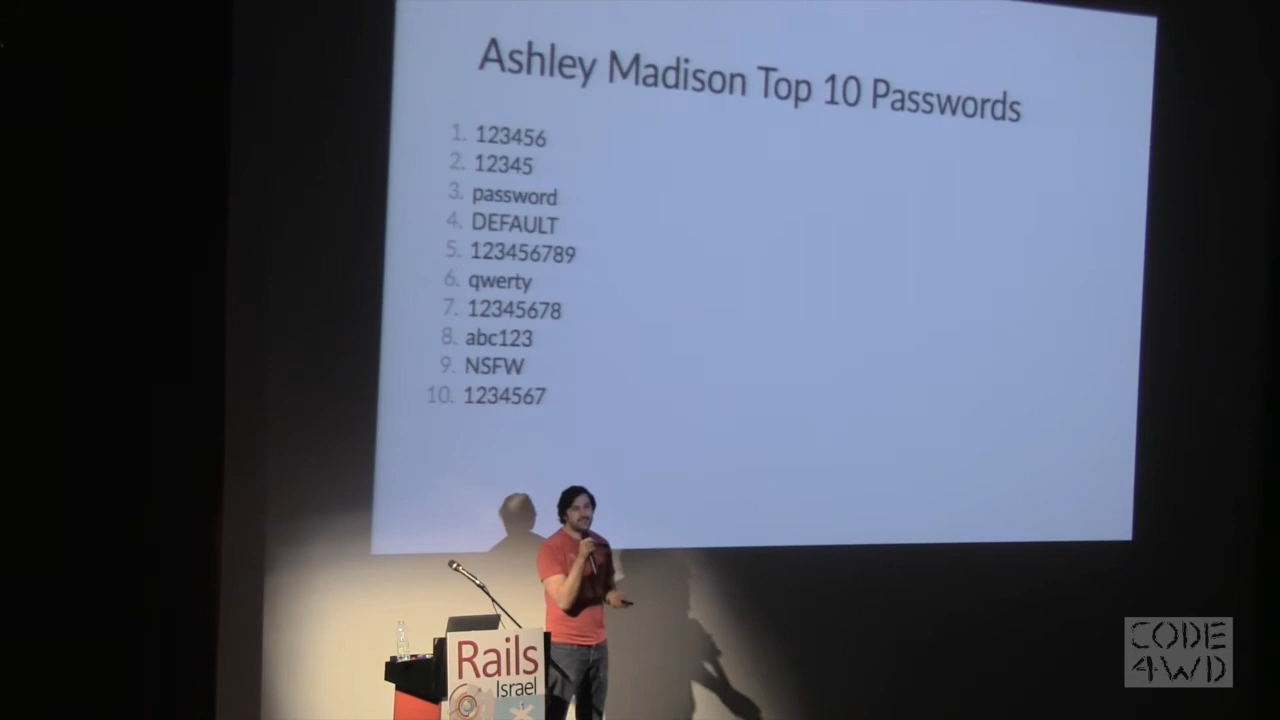 Ashley Madison Top 10 Passwords
1. 123456
2. 12345
3. password
4. DEFAULT
5. 123456789
6. qwerty
7. 12345678
8. abc123
9. NSFW
10. 1234567
Rails
Israel
CODE
4WD